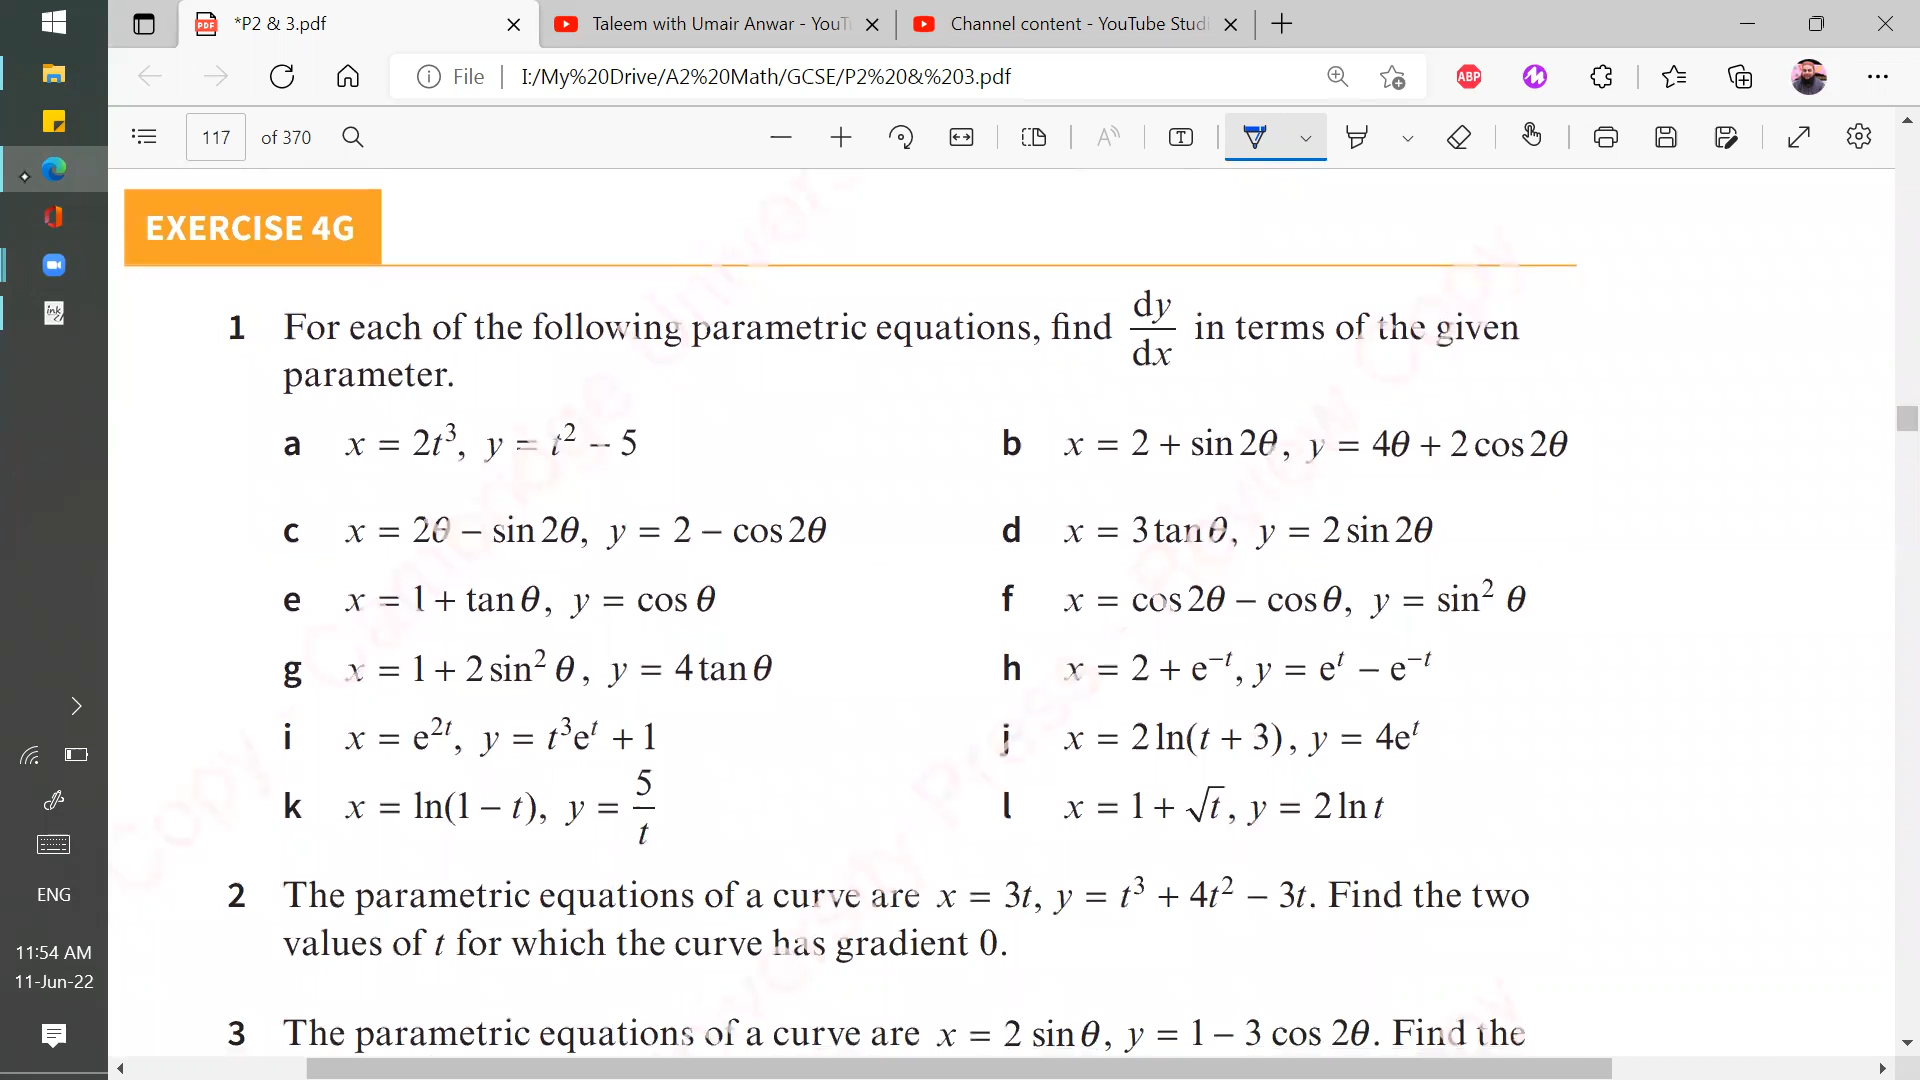 *P2 & 3.pdf
Taleem with Umair Anwar - YouT
Channel content - YouTube Studi
File
I:/My%20Drive/A2%20Math/GCSE/P2%20&%203.pdf
ABP
117 of 370
EXERCISE 4G
1 For each of the following parametric equations, find dy/dx in terms of the given
parameter.
a x = 2t³, y = t² − 5
b x = 2 + sin 2θ, y = 4θ + 2 cos 2θ
c x = 2θ − sin 2θ, y = 2 − cos 2θ
d x = 3 tan θ, y = 2 sin 2θ
e x = 1 + tan θ, y = cos θ
f x = cos 2θ − cos θ, y = sin² θ
g x = 1 + 2 sin² θ, y = 4 tan θ
h x = 2 + e⁻ᵗ, y = eᵗ − e⁻ᵗ
i x = e²ᵗ, y = t³eᵗ + 1
j x = 2 ln(t + 3), y = 4eᵗ
k x = ln(1 − t), y = 5/t
l x = 1 + √t, y = 2 ln t
2 The parametric equations of a curve are x = 3t, y = t³ + 4t² − 3t. Find the two
values of t for which the curve has gradient 0.
3 The parametric equations of a curve are x = 2 sin θ, y = 1 − 3 cos 2θ. Find the
ENG
11:54 AM
11-Jun-22